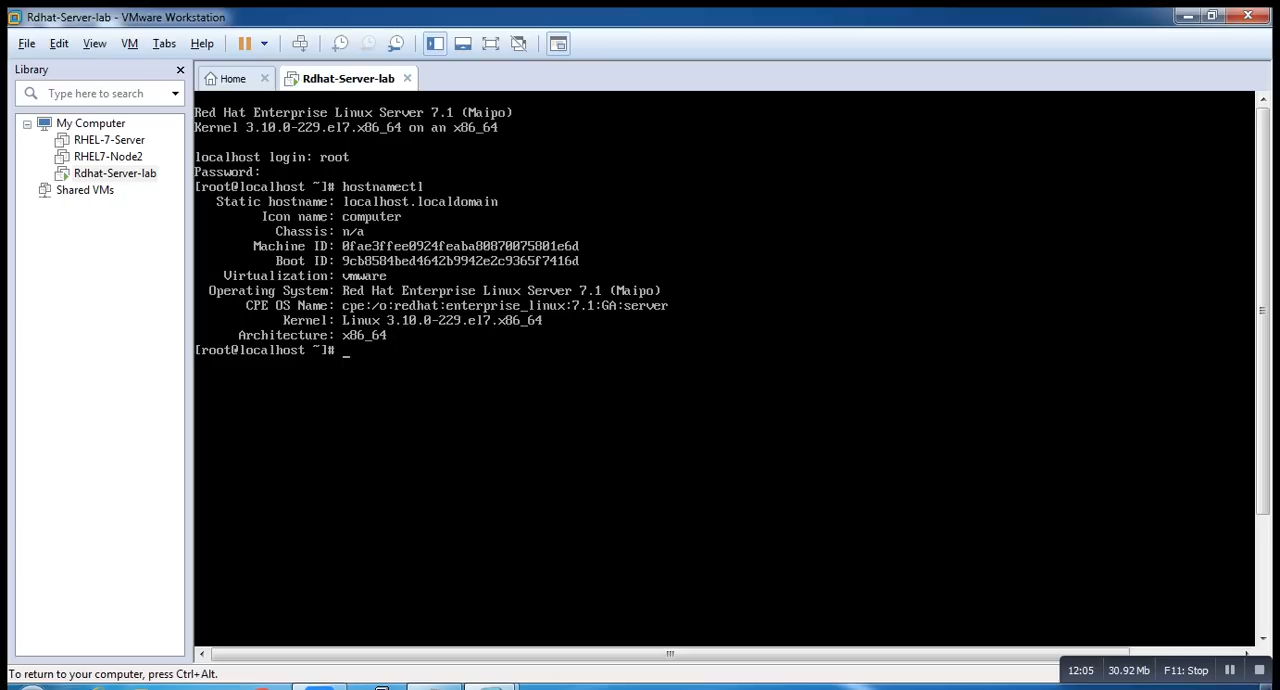 Rdhat-Server-lab - VMware Workstation
File Edit View VM Tabs Help
Library
Type here to search
My Computer
RHEL-7-Server
RHEL7-Node2
Rdhat-Server-lab
Shared VMs
Home Rdhat-Server-lab
Red Hat Enterprise Linux Server 7.1 (Maipo)
Kernel 3.10.0-229.el7.x86_64 on an x86_64
localhost login: root
Password:
[root@localhost ~]# hostnamectl
Static hostname: localhost.localdomain
Icon name: computer
Chassis: n/a
Machine ID: 0fae3ffee0924feaba80870075801e6d
Boot ID: 9cb8584bed4642b9942e2c9365f7416d
Virtualization: vmware
Operating System: Red Hat Enterprise Linux Server 7.1 (Maipo)
CPE OS Name: cpe:/o:redhat:enterprise_linux:7.1:GA:server
Kernel: Linux 3.10.0-229.el7.x86_64
Architecture: x86_64
[root@localhost ~]# _
To return to your computer, press Ctrl+Alt.
12:05 30.92 Mb F11: Stop